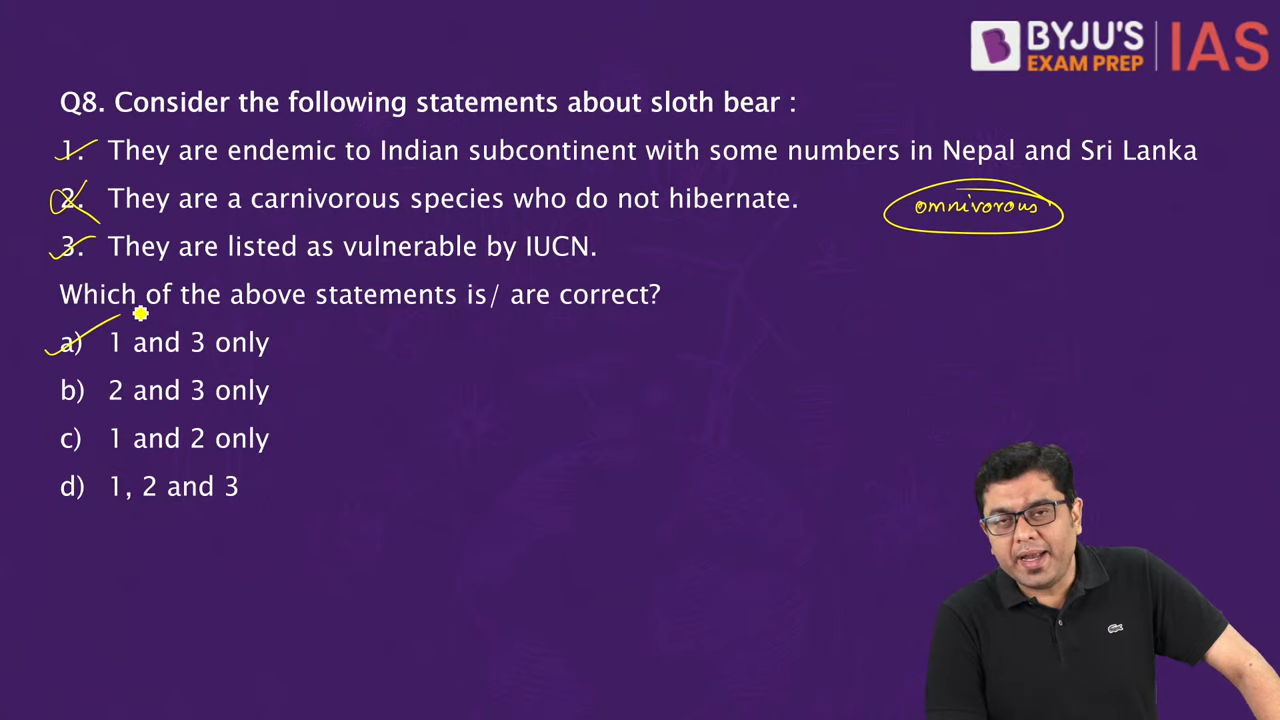 BYJU'S
EXAM PREP
IAS
Q8. Consider the following statements about sloth bear :
1. They are endemic to Indian subcontinent with some numbers in Nepal and Sri Lanka
2. They are a carnivorous species who do not hibernate.
omnivorous
3. They are listed as vulnerable by IUCN.
Which of the above statements is/ are correct?
a) 1 and 3 only
b) 2 and 3 only
c) 1 and 2 only
d) 1, 2 and 3